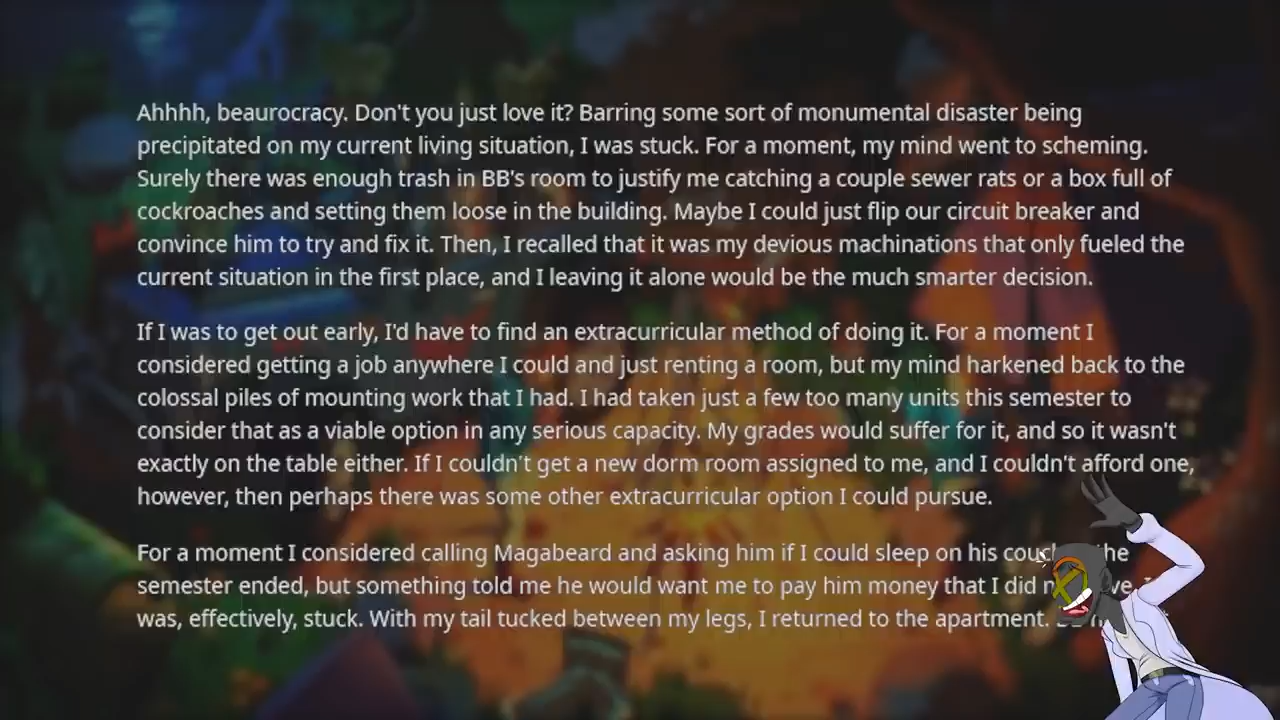 Ahhhh, beaurocracy. Don't you just love it? Barring some sort of monumental disaster being
precipitated on my current living situation, I was stuck. For a moment, my mind went to scheming.
Surely there was enough trash in BB's room to justify me catching a couple sewer rats or a box full of
cockroaches and setting them loose in the building. Maybe I could just flip our circuit breaker and
convince him to try and fix it. Then, I recalled that it was my devious machinations that only fueled the
current situation in the first place, and I leaving it alone would be the much smarter decision.
If I was to get out early, I'd have to find an extracurricular method of doing it. For a moment I
considered getting a job anywhere I could and just renting a room, but my mind harkened back to the
colossal piles of mounting work that I had. I had taken just a few too many units this semester to
consider that as a viable option in any serious capacity. My grades would suffer for it, and so it wasn't
exactly on the table either. If I couldn't get a new dorm room assigned to me, and I couldn't afford one,
however, then perhaps there was some other extracurricular option I could pursue.
For a moment I considered calling Magabeard and asking him if I could sleep on his the
semester ended, but something told me he would want me to pay him money that I did
was, effectively, stuck. With my tail tucked between my legs, I returned to the apartment.